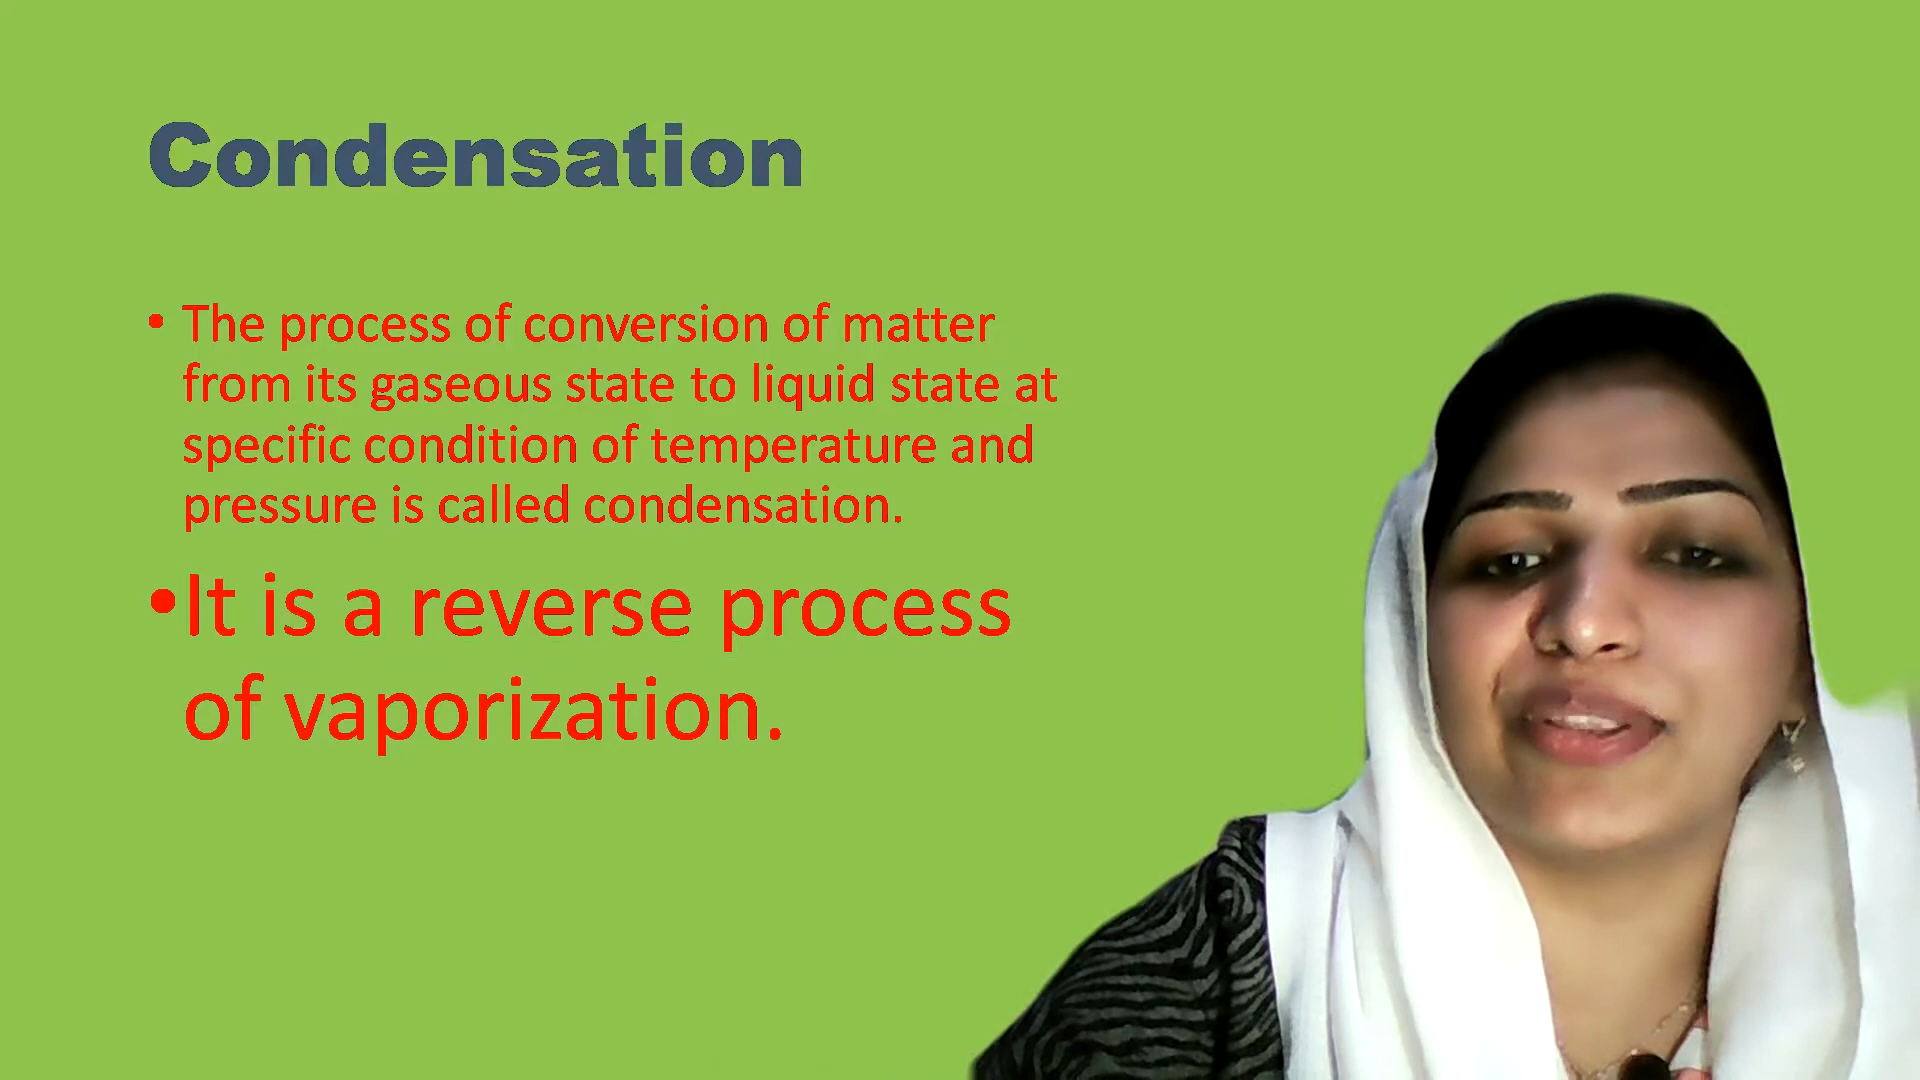 Condensation
• The process of conversion of matter
from its gaseous state to liquid state at
specific condition of temperature and
pressure is called condensation.
•It is a reverse process
of vaporization.